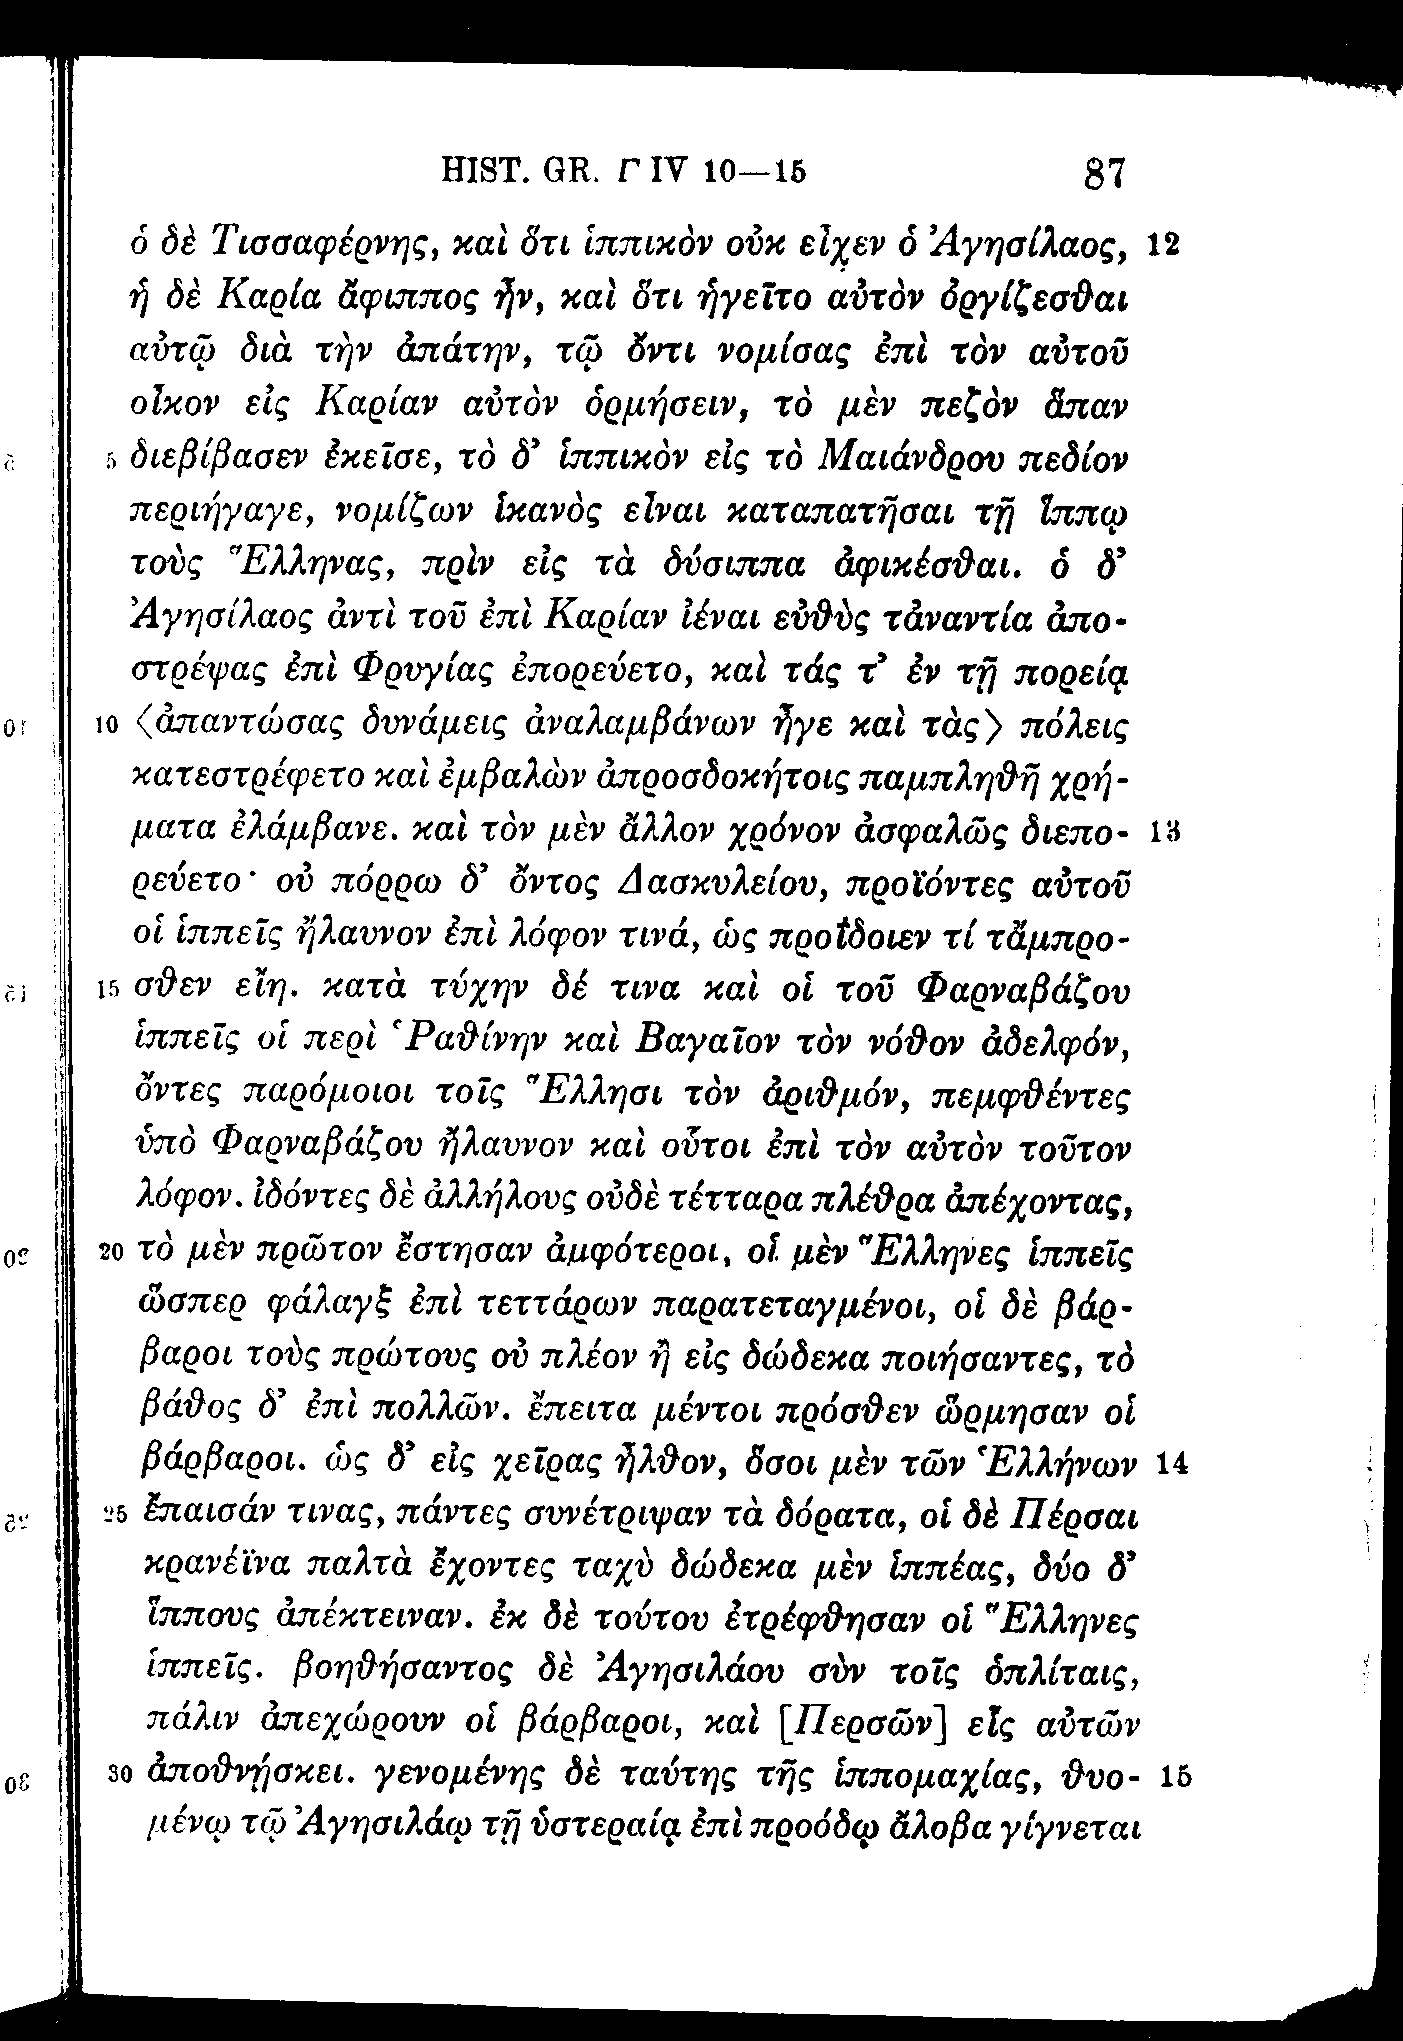 HIST. GR. Γ IV 10—15 87
ὁ δὲ Τισσαφέρνης, καὶ ὅτι ἱππικὸν οὐκ εἶχεν ὁ Ἀγησίλαος, 12
ἡ δὲ Καρία ἄφιππος ἦν, καὶ ὅτι ἡγεῖτο αὐτὸν ὀργίζεσθαι
αὐτῷ διὰ τὴν ἀπάτην, τῷ ὄντι νομίσας ἐπὶ τὸν αὑτοῦ
οἶκον εἰς Καρίαν αὐτὸν ὁρμήσειν, τὸ μὲν πεζὸν ἅπαν
5 διεβίβασεν ἐκεῖσε, τὸ δ’ ἱππικὸν εἰς τὸ Μαιάνδρου πεδίον
περιήγαγε, νομίζων ἱκανὸς εἶναι καταπατῆσαι τῇ ἵππῳ
τοὺς Ἕλληνας, πρὶν εἰς τὰ δύσιππα ἀφικέσθαι. ὁ δ’
Ἀγησίλαος ἀντὶ τοῦ ἐπὶ Καρίαν ἰέναι εὐθὺς τἀναντία ἀπο-
στρέψας ἐπὶ Φρυγίας ἐπορεύετο, καὶ τάς τ’ ἐν τῇ πορείᾳ
10 〈ἀπαντώσας δυνάμεις ἀναλαμβάνων ἦγε καὶ τὰς〉 πόλεις
κατεστρέφετο καὶ ἐμβαλὼν ἀπροσδοκήτοις παμπληθῆ χρή-
ματα ἐλάμβανε. καὶ τὸν μὲν ἄλλον χρόνον ἀσφαλῶς διεπο- 13
ρεύετο· οὐ πόρρω δ’ ὄντος Δασκυλείου, προϊόντες αὐτοῦ
οἱ ἱππεῖς ἤλαυνον ἐπὶ λόφον τινά, ὡς προΐδοιεν τί τἄμπρο-
15 σθεν εἴη. κατὰ τύχην δέ τινα καὶ οἱ τοῦ Φαρναβάζου
ἱππεῖς οἱ περὶ Ῥαθίνην καὶ Βαγαῖον τὸν νόθον ἀδελφόν,
ὄντες παρόμοιοι τοῖς Ἕλλησι τὸν ἀριθμόν, πεμφθέντες
ὑπὸ Φαρναβάζου ἤλαυνον καὶ οὗτοι ἐπὶ τὸν αὐτὸν τοῦτον
λόφον. ἰδόντες δὲ ἀλλήλους οὐδὲ τέτταρα πλέθρα ἀπέχοντας,
20 τὸ μὲν πρῶτον ἔστησαν ἀμφότεροι, οἱ μὲν Ἕλληνες ἱππεῖς
ὥσπερ φάλαγξ ἐπὶ τεττάρων παρατεταγμένοι, οἱ δὲ βάρ-
βαροι τοὺς πρώτους οὐ πλέον ἢ εἰς δώδεκα ποιήσαντες, τὸ
βάθος δ’ ἐπὶ πολλῶν. ἔπειτα μέντοι πρόσθεν ὥρμησαν οἱ
βάρβαροι. ὡς δ’ εἰς χεῖρας ἦλθον, ὅσοι μὲν τῶν Ἑλλήνων 14
25 ἔπαισάν τινας, πάντες συνέτριψαν τὰ δόρατα, οἱ δὲ Πέρσαι
κρανέϊνα παλτὰ ἔχοντες ταχὺ δώδεκα μὲν ἱππέας, δύο δ’
ἵππους ἀπέκτειναν. ἐκ δὲ τούτου ἐτρέφθησαν οἱ Ἕλληνες
ἱππεῖς. βοηθήσαντος δὲ Ἀγησιλάου σὺν τοῖς ὁπλίταις,
πάλιν ἀπεχώρουν οἱ βάρβαροι, καὶ [Περσῶν] εἷς αὐτῶν
30 ἀποθνῄσκει. γενομένης δὲ ταύτης τῆς ἱππομαχίας, θυο- 15
μένῳ τῷ Ἀγησιλάῳ τῇ ὑστεραίᾳ ἐπὶ προόδῳ ἄλοβα γίγνεται